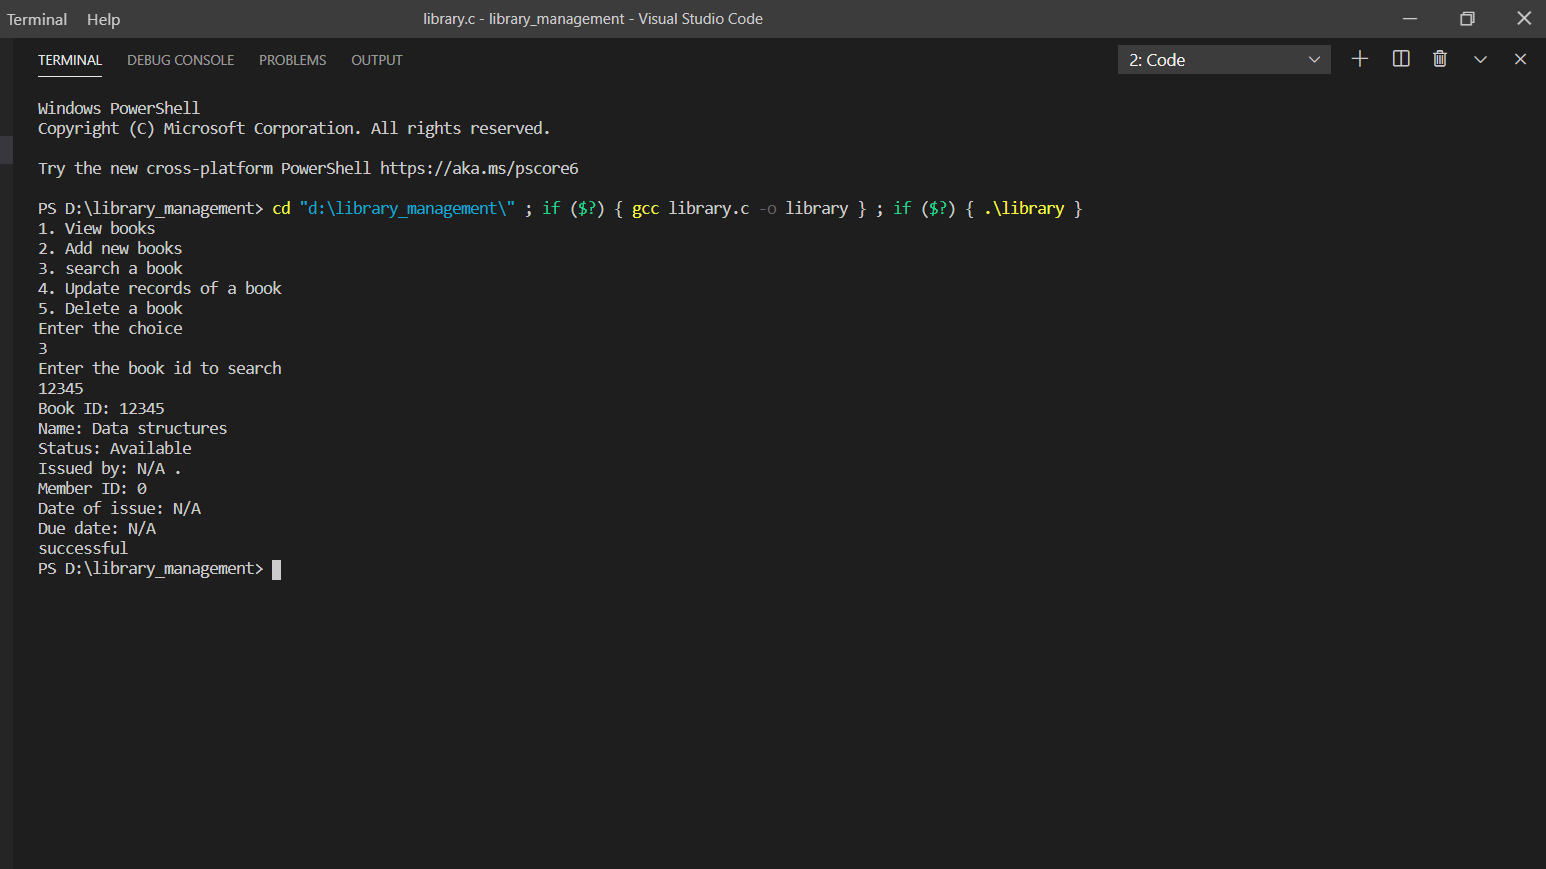 Terminal Help library.c - library_management - Visual Studio Code
TERMINAL DEBUG CONSOLE PROBLEMS OUTPUT 2: Code
Windows PowerShell
Copyright (C) Microsoft Corporation. All rights reserved.
Try the new cross-platform PowerShell https://aka.ms/pscore6
PS D:\library_management> cd "d:\library_management\" ; if ($?) { gcc library.c -o library } ; if ($?) { .\library }
1. View books
2. Add new books
3. search a book
4. Update records of a book
5. Delete a book
Enter the choice
3
Enter the book id to search
12345
Book ID: 12345
Name: Data structures
Status: Available
Issued by: N/A .
Member ID: 0
Date of issue: N/A
Due date: N/A
successful
PS D:\library_management>